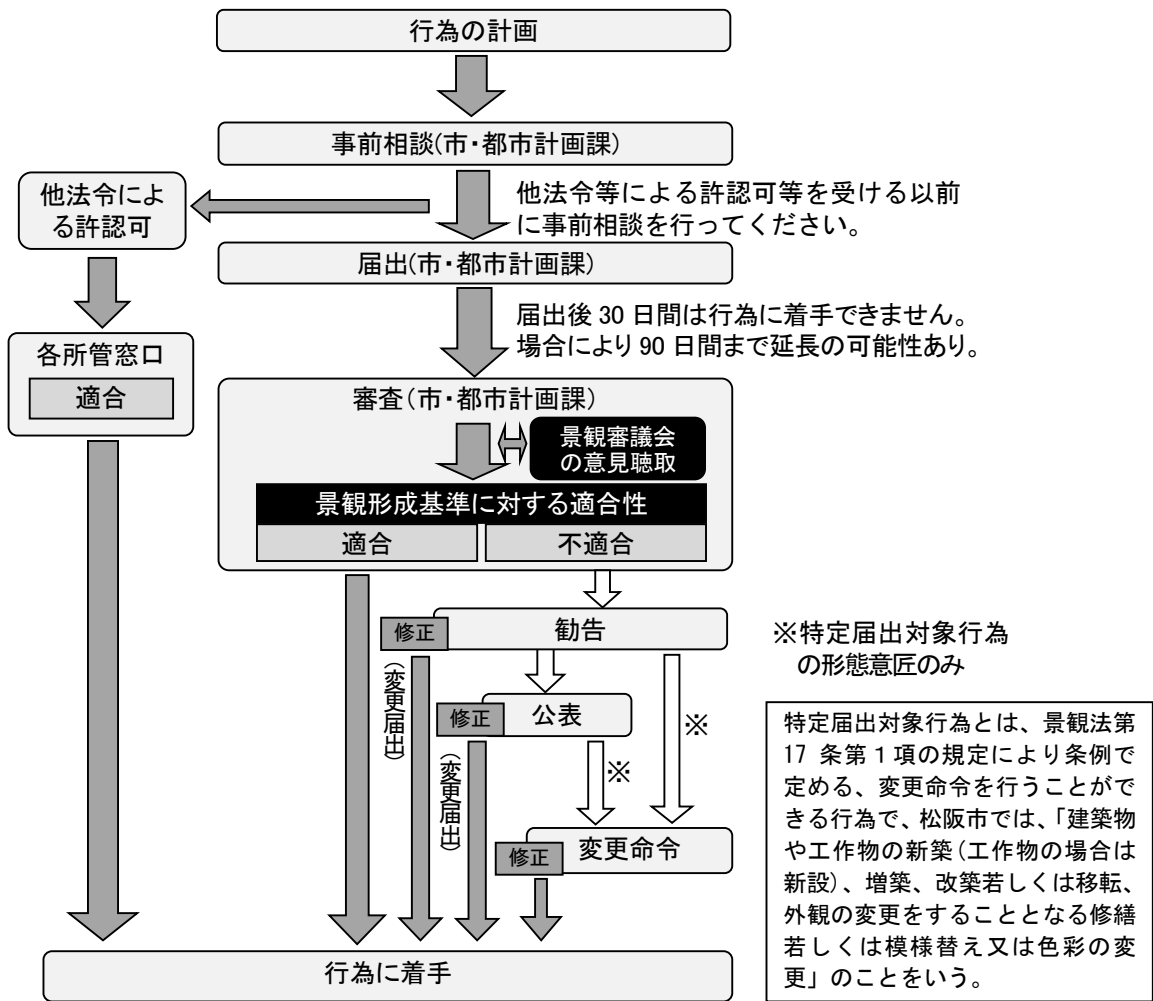 行為の計画
事前相談(市・都市計画課)
他法令によ
る許認可
他法令等による許認可等を受ける以前
に事前相談を行ってください。
届出(市・都市計画課)
届出後 30 日間は行為に着手できません。
場合により 90 日間まで延長の可能性あり。
各所管窓口
適合
審査(市・都市計画課)
景観審議会
の意見聴取
景観形成基準に対する適合性
適合
不適合
修正
勧告
(変更届出)
修正
公表
(変更届出)
※
※
修正
変更命令
行為に着手
※特定届出対象行為
の形態意匠のみ
特定届出対象行為とは、景観法第
17 条第 1 項の規定により条例で
定める、変更命令を行うことがで
きる行為で、松阪市では、「建築物
や工作物の新築(工作物の場合は
新設)、増築、改築若しくは移転、
外観の変更をすることとなる修繕
若しくは模様替え又は色彩の変
更」のことをいう。